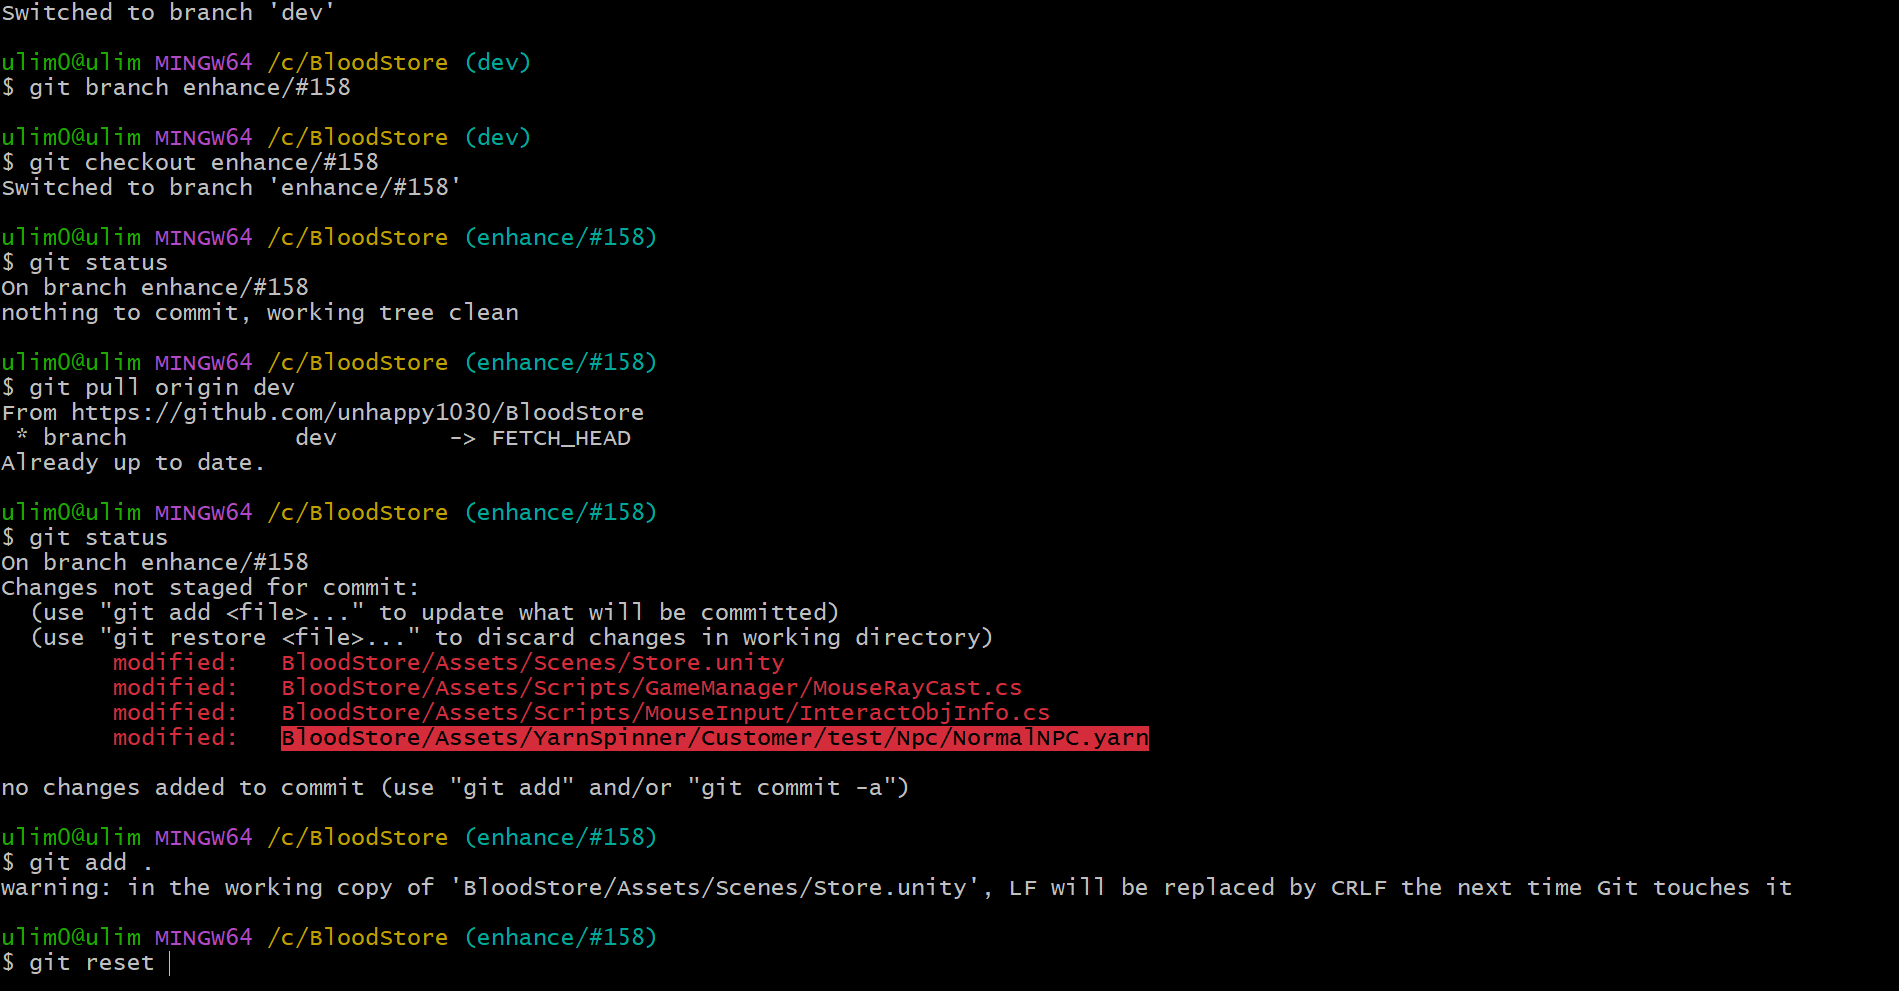 Switched to branch 'dev'
ulim0@ulim MINGW64 /c/BloodStore (dev)
$ git branch enhance/#158
ulim0@ulim MINGW64 /c/BloodStore (dev)
$ git checkout enhance/#158
Switched to branch 'enhance/#158'
ulim0@ulim MINGW64 /c/BloodStore (enhance/#158)
$ git status
On branch enhance/#158
nothing to commit, working tree clean
ulim0@ulim MINGW64 /c/BloodStore (enhance/#158)
$ git pull origin dev
From https://github.com/unhappy1030/BloodStore
 * branch            dev        -> FETCH_HEAD
Already up to date.
ulim0@ulim MINGW64 /c/BloodStore (enhance/#158)
$ git status
On branch enhance/#158
Changes not staged for commit:
  (use "git add <file>..." to update what will be committed)
  (use "git restore <file>..." to discard changes in working directory)
        modified:   BloodStore/Assets/Scenes/Store.unity
        modified:   BloodStore/Assets/Scripts/GameManager/MouseRayCast.cs
        modified:   BloodStore/Assets/Scripts/MouseInput/InteractObjInfo.cs
        modified:   BloodStore/Assets/YarnSpinner/Customer/test/Npc/NormalNPC.yarn
no changes added to commit (use "git add" and/or "git commit -a")
ulim0@ulim MINGW64 /c/BloodStore (enhance/#158)
$ git add .
warning: in the working copy of 'BloodStore/Assets/Scenes/Store.unity', LF will be replaced by CRLF the next time Git touches it
ulim0@ulim MINGW64 /c/BloodStore (enhance/#158)
$ git reset